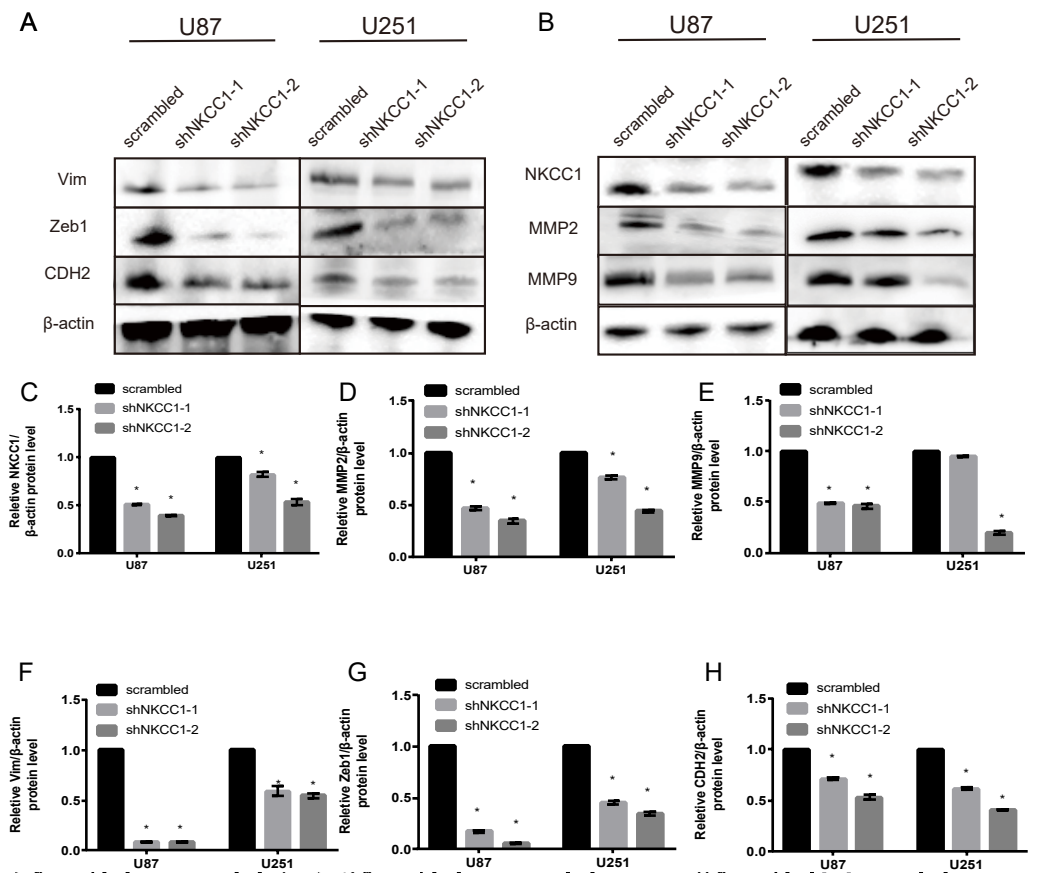 A
U87
U251
scrambled
shNKCC1-1
shNKCC1-2
scrambled
shNKCC1-1
shNKCC1-2
Vim
Zeb1
CDH2
β-actin
B
U87
U251
scrambled
shNKCC1-1
shNKCC1-2
scrambled
shNKCC1-1
shNKCC1-2
NKCC1
MMP2
MMP9
β-actin
C
scrambled
shNKCC1-1
shNKCC1-2
Reletive NKCC1/
β-actin protein level
1.5
1.0
0.5
0.0
* * * *
U87 U251
D
scrambled
shNKCC1-1
shNKCC1-2
Reletive MMP2/β-actin
protein level
1.5
1.0
0.5
0.0
* * * *
U87 U251
E
scrambled
shNKCC1-1
shNKCC1-2
Reletive MMP9/β-actin
protein level
1.5
1.0
0.5
0.0
* * *
U87 U251
F
scrambled
shNKCC1-1
shNKCC1-2
Reletive Vim/β-actin
protein level
1.5
1.0
0.5
0.0
* * * *
U87 U251
G
scrambled
shNKCC1-1
shNKCC1-2
Reletive Zeb1/β-actin
protein level
1.5
1.0
0.5
0.0
* * * *
U87 U251
H
scrambled
shNKCC1-1
shNKCC1-2
Reletive CDH2/β-actin
protein level
1.5
1.0
0.5
0.0
* * * *
U87 U251